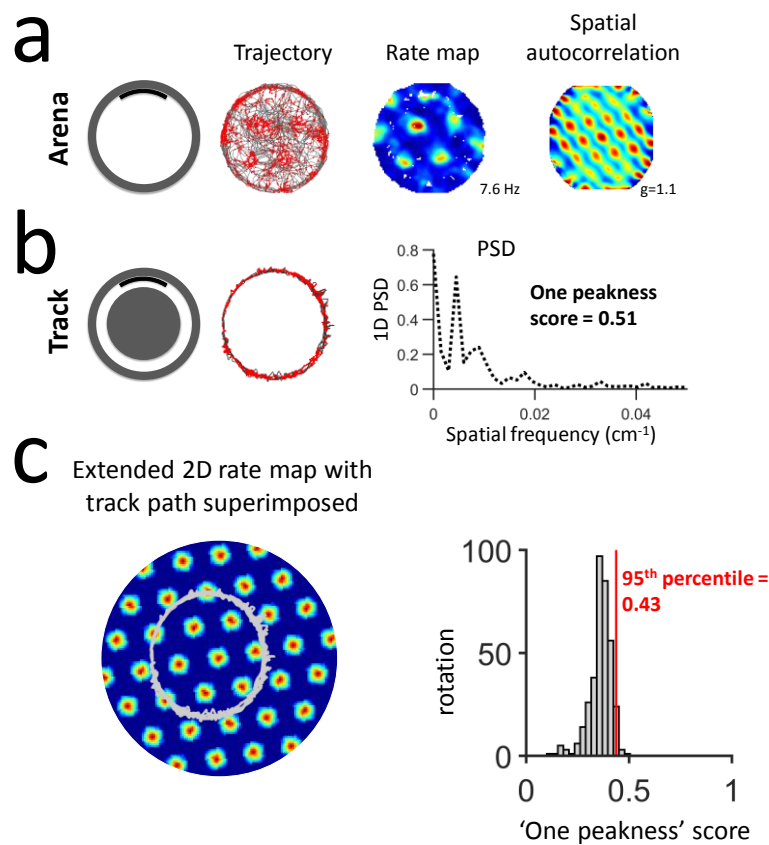 a
Arena
Trajectory
Rate map
Spatial
autocorrelation
7.6 Hz
g=1.1
b
Track
PSD
1D PSD
0.8
0.6
0.4
0.2
0
One peakness
score = 0.51
0
0.02
0.04
Spatial frequency (cm⁻¹)
c
Extended 2D rate map with
track path superimposed
rotation
100
50
0
95th percentile =
0.43
0
0.5
1
‘One peakness’ score